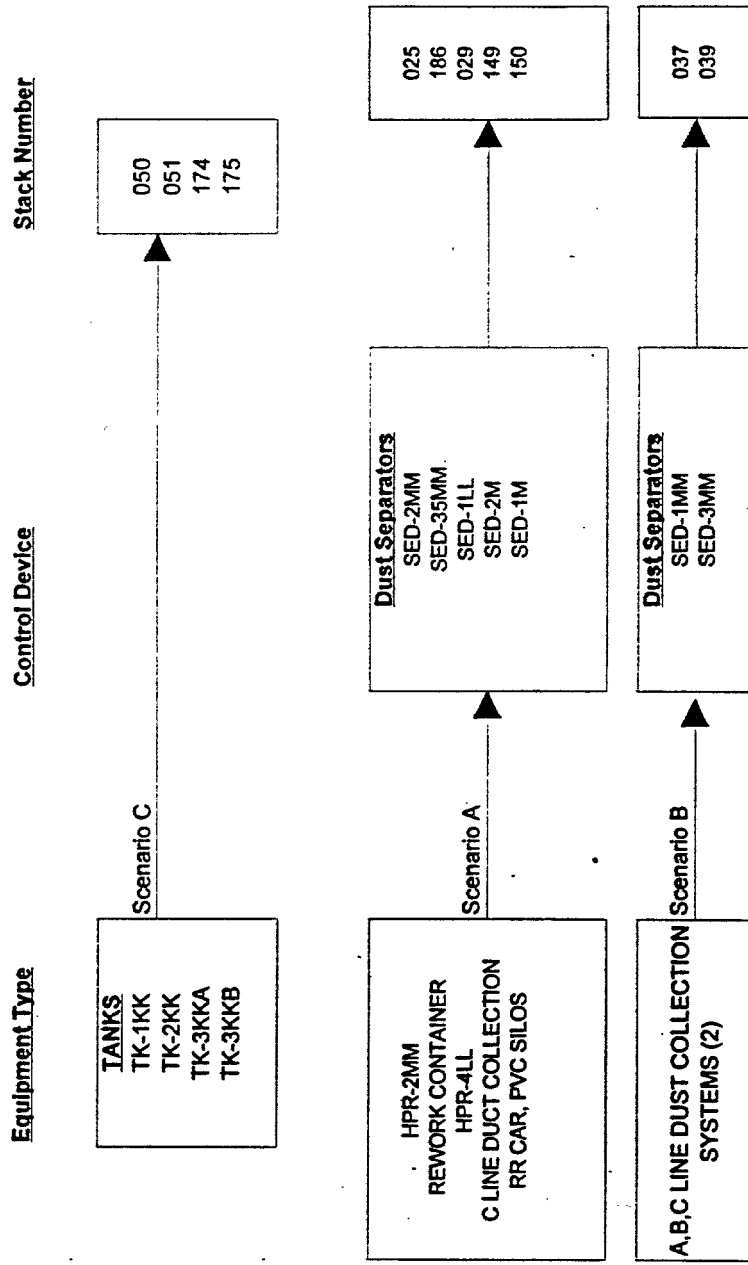 Equipment Type
Control Device
Stack Number
TANKS
TK-1KK
TK-2KK
TK-3KKA
TK-3KKB
Scenario C
050
051
174
175
HPR-2MM
REWORK CONTAINER
HPR-4LL
C LINE DUCT COLLECTION
RR CAR, PVC SILOS
Scenario A
Dust Separators
SED-2MM
SED-35MM.
SED-1LL
SED-2M
SED-1M
025
186
029
149
150
A,B,C LINE DUST COLLECTION
SYSTEMS (2)
Scenario B
Dust Separators
SED-1MM
SED-3MM
037
039